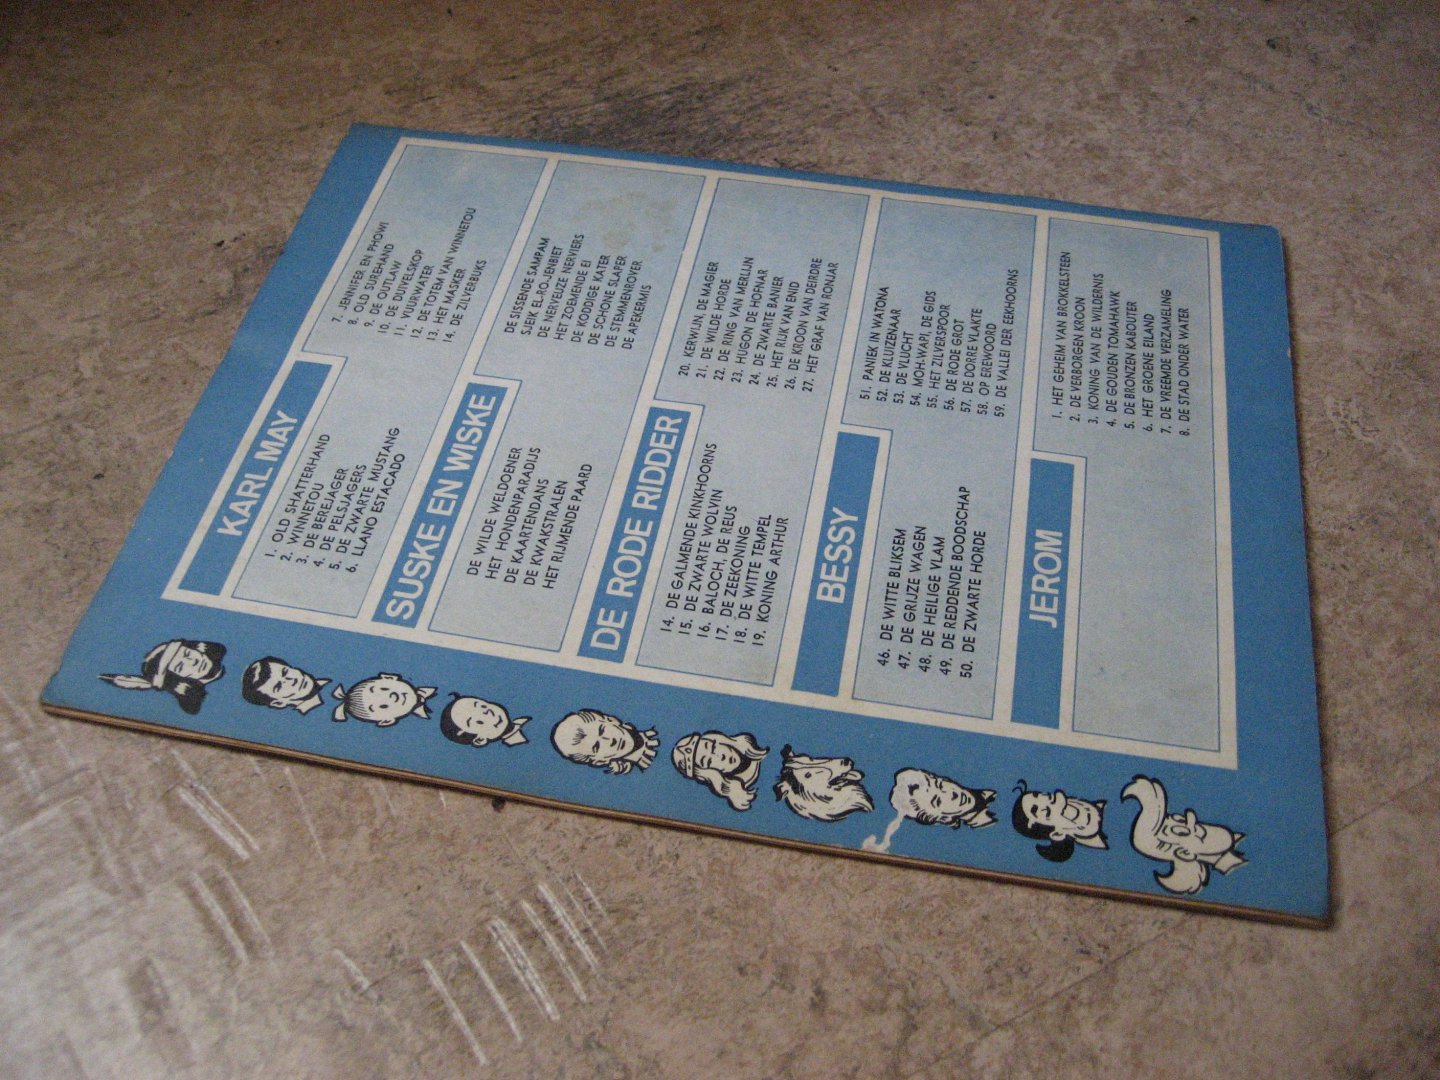 KARL MAY
1. OLD SHATTERHAND
2. WINNETOU
3. DE BEREJAGER
4. DE PELSJAGERS
5. DE ZWARTE MUSTANG
6. LLANO ESTACADO
7. JENNIFER EN PHOWI
8. OLD SUREHAND
9. DE OUTLAW
10. DE DUIVELSKOP
11. VUURWATER
12. DE TOTEM VAN WINNETOU
13. HET MASKER
14. DE ZILVERBUKS
SUSKE EN WISKE
DE WILDE WELDOENER
HET HONDENPARADIJS
DE KAARTENDANS
DE KWAKSTRALEN
HET RIJMENDE PAARD
DE SISSENDE SAMPAM
SJEIK EL-RO-JENBIET
DE NERVEUZE NERVIERS
HET ZOEMENDE EI
DE KODDIGE KATER
DE SCHONE SLAPER
DE STEMMENROVER
DE APEKERMIS
DE RODE RIDDER
14. DE GALMENDE KINKHOORNS
15. DE ZWARTE WOLVIN
16. BALOCH, DE REUS
17. DE ZEEKONING
18. DE WITTE TEMPEL
19. KONING ARTHUR
20. KERWIJN, DE MAGIER
21. DE WILDE HORDE
22. DE RING VAN MERLIJN
23. HUGON DE HOFNAR
24. DE ZWARTE BANIER
25. HET RIJK VAN ENID
26. DE KROON VAN DEIRDRE
27. HET GRAF VAN RONJAR
BESSY
46. DE WITTE BLIKSEM
47. DE GRIJZE WAGEN
48. DE HEILIGE VLAM
49. DE REDDENDE BOODSCHAP
50. DE ZWARTE HORDE
51. PANIEK IN WATONA
52. DE KLUIZENAAR
53. DE VLUCHT
54. MOH-WAPI, DE GIDS
55. HET ZILVERSPOOR
56. DE RODE GROT
57. DE DORRE VLAKTE
58. OP EREWOORD
59. DE VALLEI DER EEKHOORNS
JEROM
1. HET GEHEIM VAN BROKKELSTEEN
2. DE VERBORGEN KROON
3. KONING VAN DE WILDERNIS
4. DE GOUDEN TOMAHAWK
5. DE BRONZEN KABOUTER
6. HET GROENE EILAND
7. DE VREEMDE VERZAMELING
8. DE STAD ONDER WATER